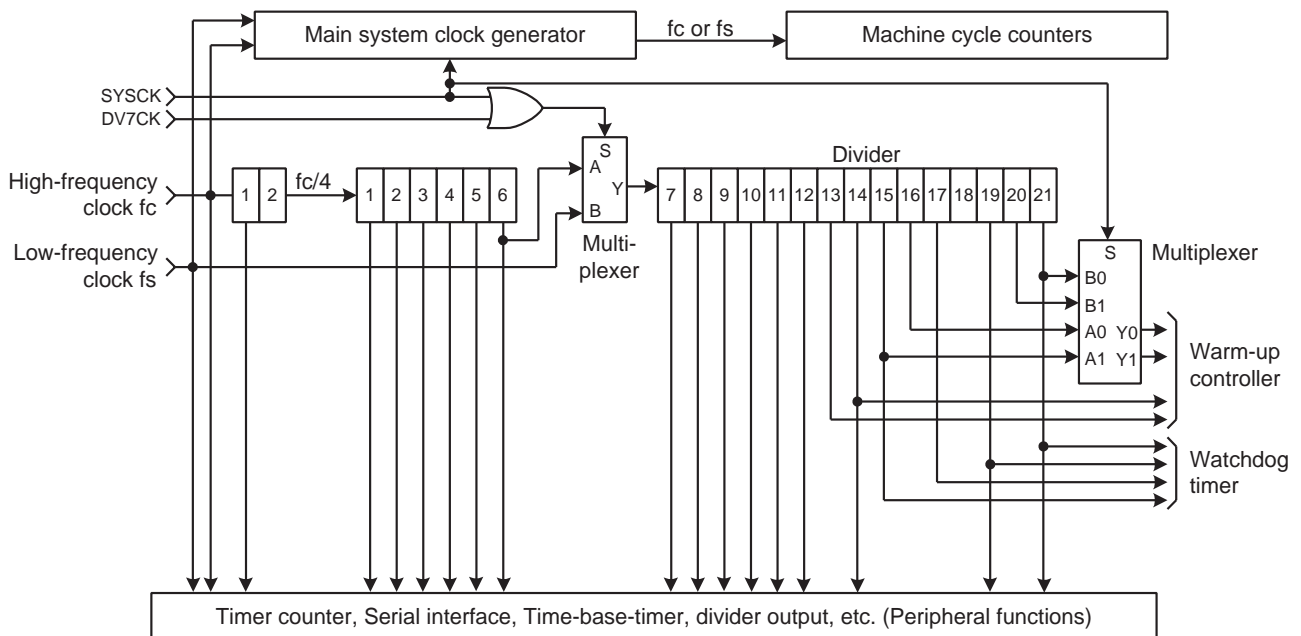 Main system clock generator
fc or fs
Machine cycle counters
SYSCK
DV7CK
High-frequency
clock fc
Low-frequency
clock fs
1 2
fc/4
1 2 3 4 5 6
S
A
B
Y
Multi-
plexer
Divider
7 8 9 10 11 12 13 14 15 16 17 18 19 20 21
S
B0
B1
A0 Y0
A1 Y1
Multiplexer
Warm-up
controller
Watchdog
timer
Timer counter, Serial interface, Time-base-timer, divider output, etc. (Peripheral functions)